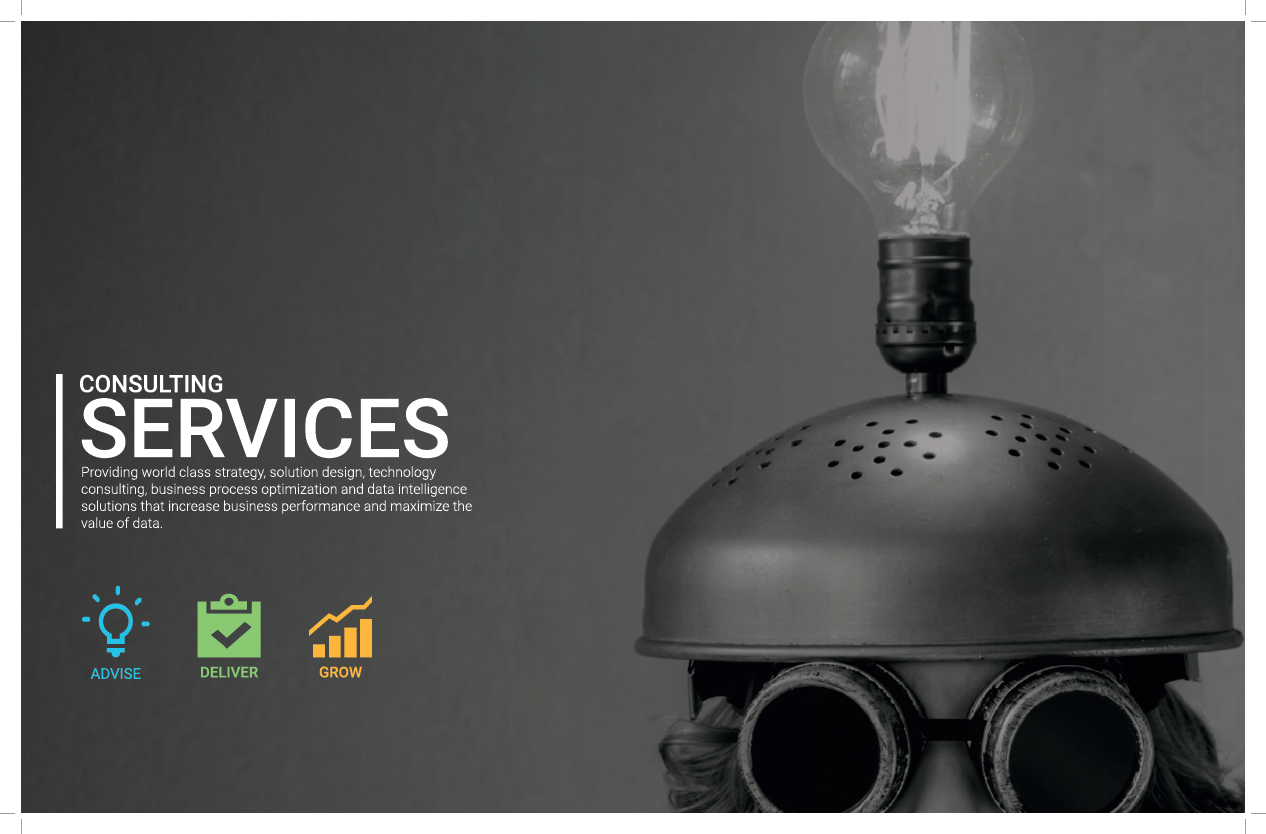 CONSULTING
SERVICES
Providing world class strategy, solution design, technology
consulting, business process optimization and data intelligence
solutions that increase business performance and maximize the
value of data.
ADVISE DELIVER GROW